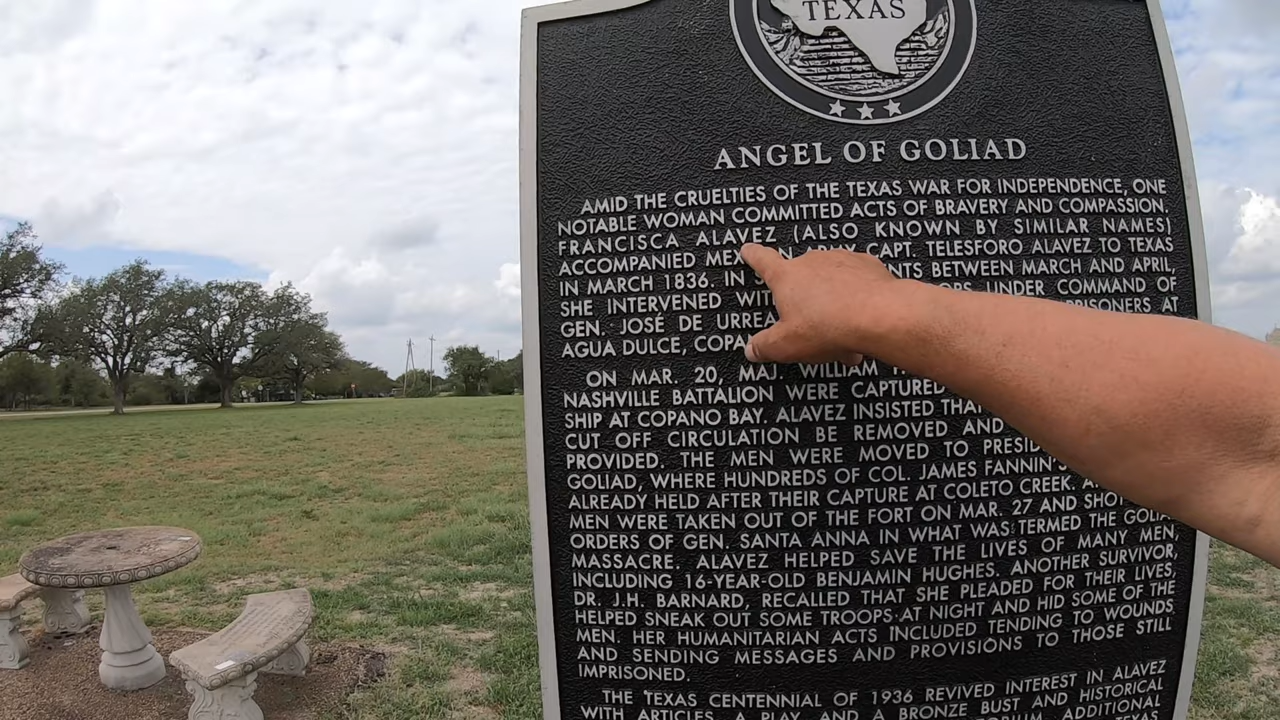 TEXAS
ANGEL OF GOLIAD
AMID THE CRUELTIES OF THE TEXAS WAR FOR INDEPENDENCE, ONE
NOTABLE WOMAN COMMITTED ACTS OF BRAVERY AND COMPASSION.
FRANCISCA ALAVEZ (ALSO KNOWN BY SIMILAR NAMES)
ACCOMPANIED ARMY CAPT. TELESFORO ALAVEZ TO TEXAS
IN MARCH 1836. IN BETWEEN MARCH AND APRIL,
SHE INTERVENED UNDER COMMAND OF
GEN. JOSÉ DE URREA PRISONERS AT
AGUA DULCE,
ON MAR. 20, MAJ. WILLIAM
NASHVILLE BATTALION WERE CAPTURED
SHIP AT COPANO BAY. ALAVEZ INSISTED
CUT OFF CIRCULATION BE REMOVED AND
PROVIDED. THE MEN WERE MOVED TO
GOLIAD, WHERE HUNDREDS OF COL. JAMES FANNIN'S
ALREADY HELD AFTER THEIR CAPTURE AT COLETO CREEK.
MEN WERE TAKEN OUT OF THE FORT ON MAR. 27 AND SHOT
ORDERS OF GEN. SANTA ANNA IN WHAT WAS TERMED THE GOLIAD
MASSACRE. ALAVEZ HELPED SAVE THE LIVES OF MANY MEN,
INCLUDING 16-YEAR-OLD BENJAMIN HUGHES. ANOTHER SURVIVOR,
DR. J.H. BARNARD, RECALLED THAT SHE PLEADED FOR THEIR LIVES,
HELPED SNEAK OUT SOME TROOPS AT NIGHT AND HID SOME OF THE
MEN. HER HUMANITARIAN ACTS INCLUDED TENDING TO WOUNDS
AND SENDING MESSAGES AND PROVISIONS TO THOSE STILL
IMPRISONED.
THE TEXAS CENTENNIAL OF 1936 REVIVED INTEREST IN ALAVEZ
WITH ARTICLES, A PLAY, AND A BRONZE BUST AND HISTORICAL
ADDITIONAL